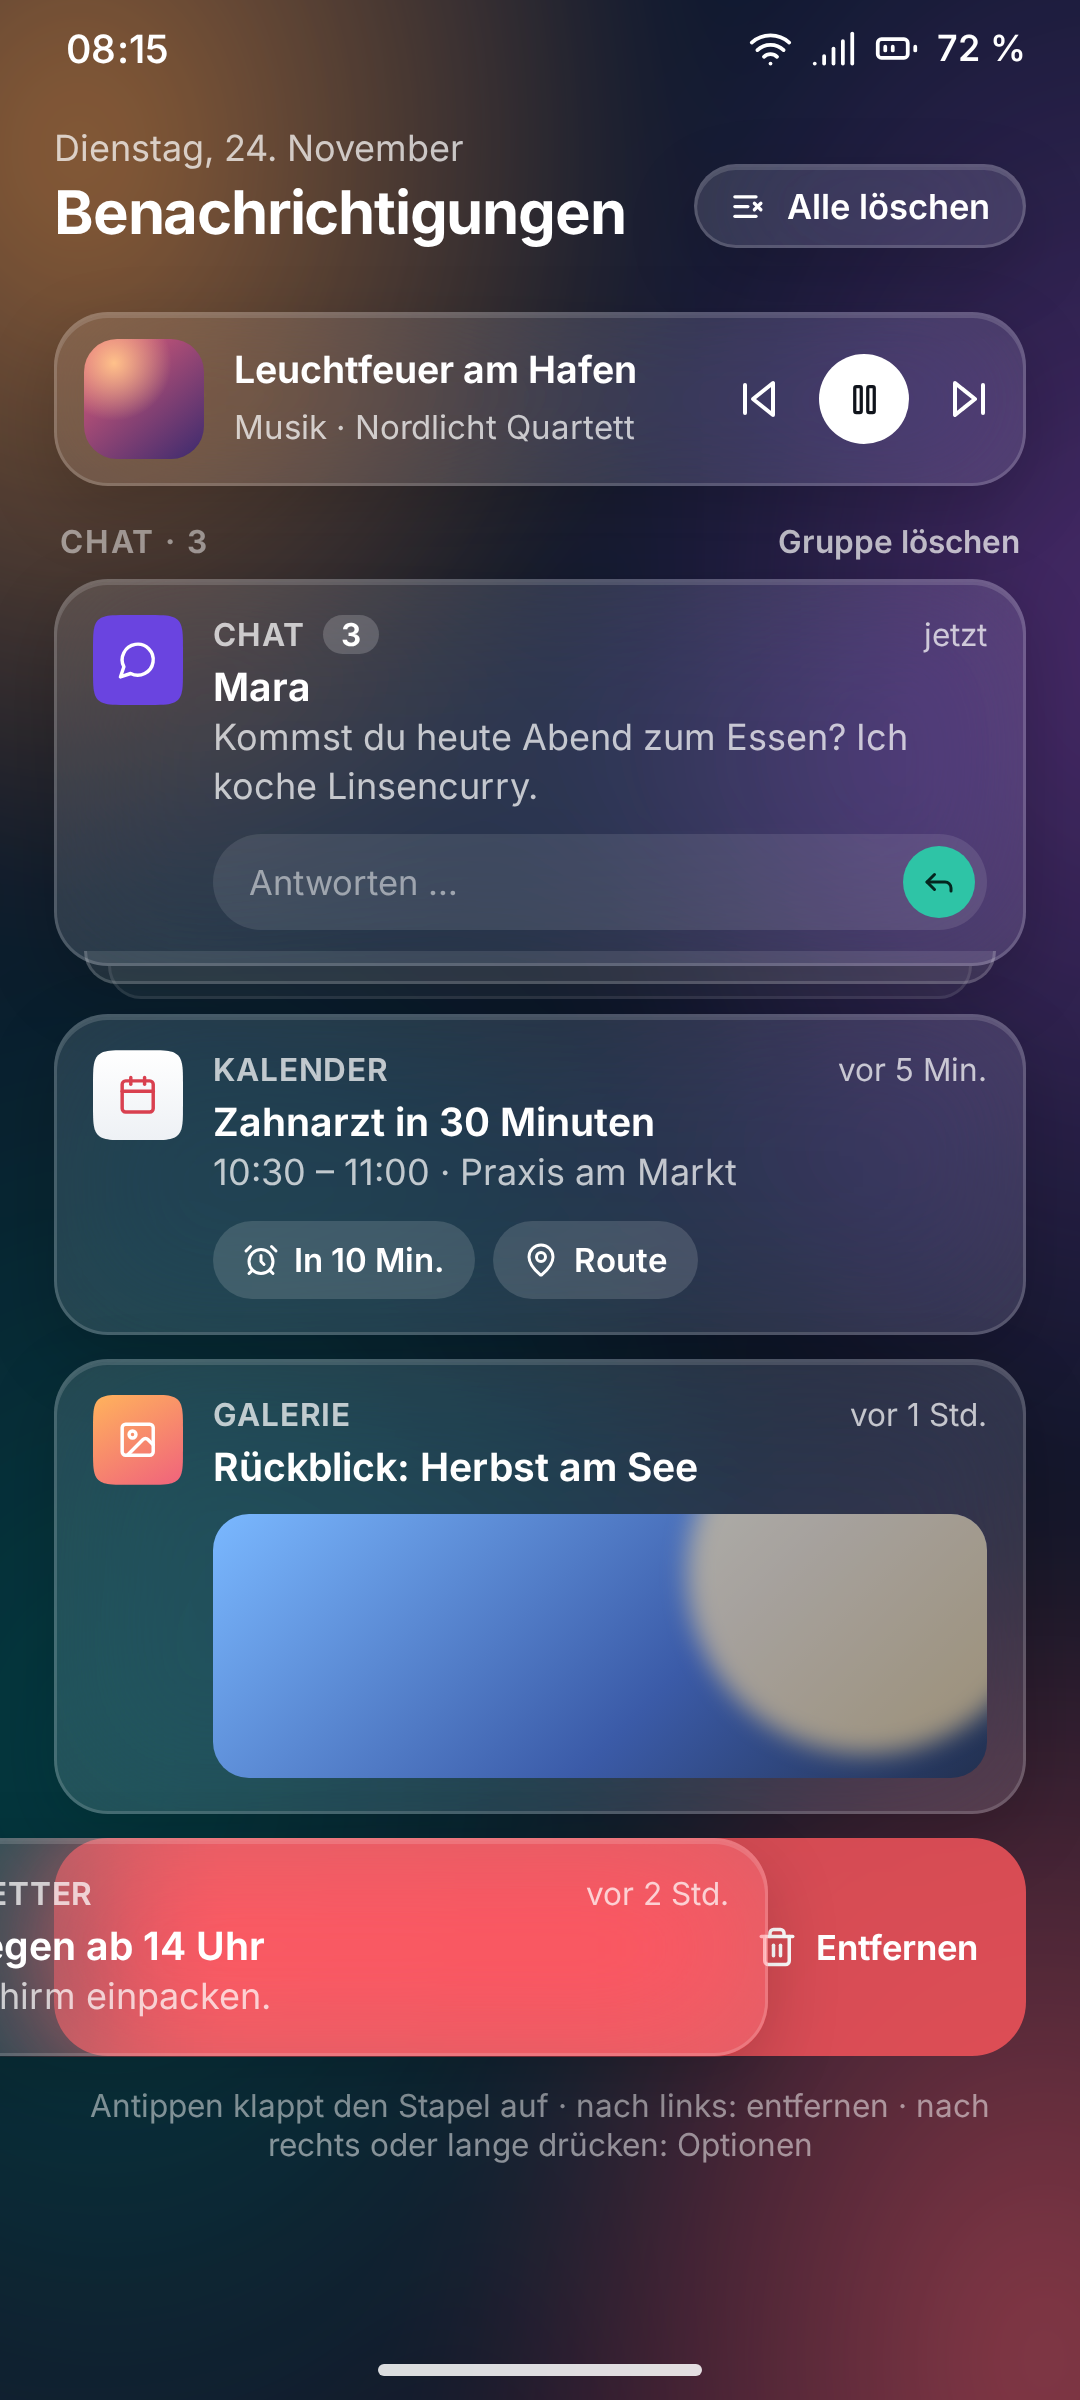 08:15
72 %
Dienstag, 24. November
Benachrichtigungen
Alle löschen
Leuchtfeuer am Hafen
Musik · Nordlicht Quartett
CHAT · 3
Gruppe löschen
CHAT 3
jetzt
Mara
Kommst du heute Abend zum Essen? Ich
koche Linsencurry.
Antworten ...
KALENDER
vor 5 Min.
Zahnarzt in 30 Minuten
10:30 – 11:00 · Praxis am Markt
In 10 Min.
Route
GALERIE
vor 1 Std.
Rückblick: Herbst am See
ETTER
vor 2 Std.
egen ab 14 Uhr
hirm einpacken.
Entfernen
Antippen klappt den Stapel auf · nach links: entfernen · nach
rechts oder lange drücken: Optionen